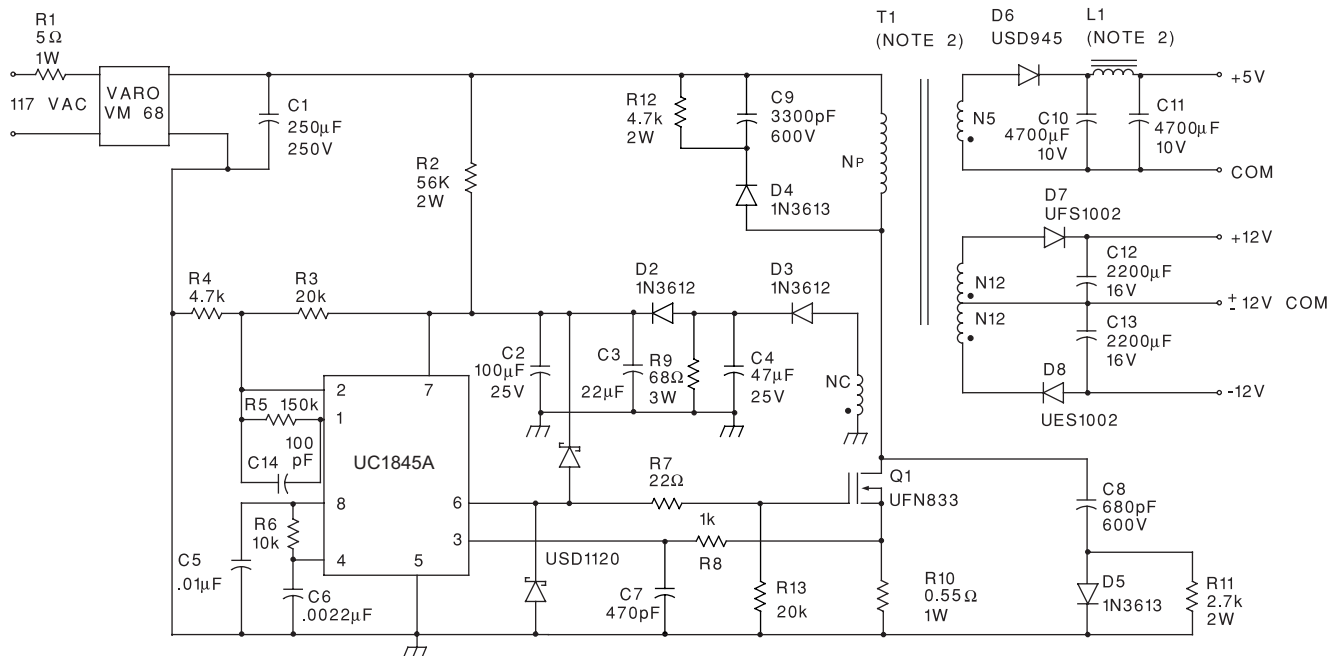 R1
5Ω
1W
117 VAC
VARO
VM 68
C1
250µF
250V
R2
56K
2W
R12
4.7k
2W
C9
3300pF
600V
D4
1N3613
NP
T1
(NOTE 2)
D6
USD945
L1
(NOTE 2)
+5V
N5
C10
4700µF
10V
C11
4700µF
10V
COM
D7
UFS1002
+12V
N12
N12
C12
2200µF
16V
± 12V COM
C13
2200µF
16V
D8
UES1002
-12V
R4
4.7k
R3
20k
D2
1N3612
D3
1N3612
C2
100µF
25V
C3
22µF
R9
68Ω
3W
C4
47µF
25V
NC
2
7
R5 150k
1
100
pF
C14
UC1845A
8
6
R6
10k
4
5
3
C5
.01µF
C6
.0022µF
USD1120
R7
22Ω
1k
R8
C7
470pF
R13
20k
Q1
UFN833
R10
0.55Ω
1W
C8
680pF
600V
D5
1N3613
R11
2.7k
2W